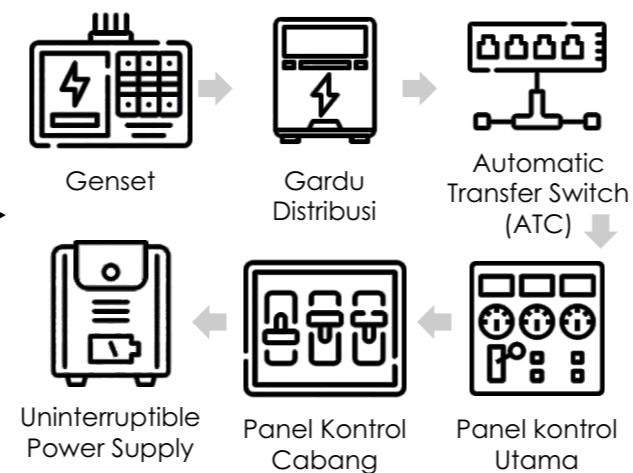 Genset
Gardu
Distribusi
Automatic
Transfer Switch
(ATC)
Uninterruptible
Power Supply
Panel Kontrol
Cabang
Panel kontrol
Utama